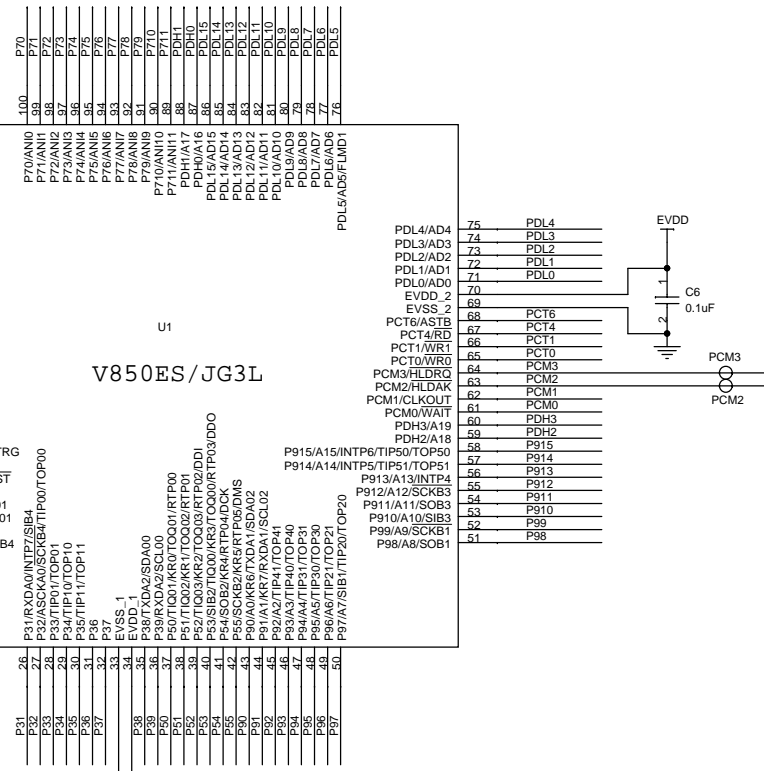 P70
P71
P72
P73
P74
P75
P76
P77
P78
P79
P710
P711
PDH1
PDH0
PDL15
PDL14
PDL13
PDL12
PDL11
PDL10
PDL9
PDL8
PDL7
PDL6
PDL5
100
99
98
97
96
95
94
93
92
91
90
89
88
87
86
85
84
83
82
81
80
79
78
77
76
P70/ANI0
P71/ANI1
P72/ANI2
P73/ANI3
P74/ANI4
P75/ANI5
P76/ANI6
P77/ANI7
P78/ANI8
P79/ANI9
P710/ANI10
P711/ANI11
PDH1/A17
PDH0/A16
PDL15/AD15
PDL14/AD14
PDL13/AD13
PDL12/AD12
PDL11/AD11
PDL10/AD10
PDL9/AD9
PDL8/AD8
PDL7/AD7
PDL6/AD6
PDL5/AD5/FLMD1
PDL4/AD4 75 PDL4
PDL3/AD3 74 PDL3
PDL2/AD2 73 PDL2
PDL1/AD1 72 PDL1
PDL0/AD0 71 PDL0
EVDD_2 70
EVSS_2 69
PCT6/ASTB 68 PCT6
PCT4/RD 67 PCT4
PCT1/WR1 66 PCT1
PCT0/WR0 65 PCT0
PCM3/HLDRQ 64 PCM3
PCM2/HLDAK 63 PCM2
PCM1/CLKOUT 62 PCM1
PCM0/WAIT 61 PCM0
PDH3/A19 60 PDH3
PDH2/A18 59 PDH2
P915/A15/INTP6/TIP50/TOP50 58 P915
P914/A14/INTP5/TIP51/TOP51 57 P914
P913/A13/INTP4 56 P913
P912/A12/SCKB3 55 P912
P911/A11/SOB3 54 P911
P910/A10/SIB3 53 P910
P99/A9/SCKB1 52 P99
P98/A8/SOB1 51 P98
EVDD
1
C6
0.1uF
2
PCM3
PCM2
U1
V850ES/JG3L
TRG
ST
01
01
B4
P31/RXDA0/INTP7/SIB4
P32/ASCKA0/SCKB4/TIP00/TOP00
P33/TIP01/TOP01
P34/TIP10/TOP10
P35/TIP11/TOP11
P36
P37
EVSS_1
EVDD_1
P38/TXDA2/SDA00
P39/RXDA2/SCL00
P50/TIQ01/KR0/TOQ01/RTP00
P51/TIQ02/KR1/TOQ02/RTP01
P52/TIQ03/KR2/TOQ03/RTP02/DDI
P53/SIB2/TIQ00/KR3/TOQ00/RTP03/DDO
P54/SOB2/KR4/RTP04/DCK
P55/SCKB2/KR5/RTP05/DMS
P90/A0/KR6/TXDA1/SDA02
P91/A1/KR7/RXDA1/SCL02
P92/A2/TIP41/TOP41
P93/A3/TIP40/TOP40
P94/A4/TIP31/TOP31
P95/A5/TIP30/TOP30
P96/A6/TIP21/TOP21
P97/A7/SIB1/TIP20/TOP20
26
27
28
29
30
31
32
33
34
35
36
37
38
39
40
41
42
43
44
45
46
47
48
49
50
P31
P32
P33
P34
P35
P36
P37
P38
P39
P50
P51
P52
P53
P54
P55
P90
P91
P92
P93
P94
P95
P96
P97